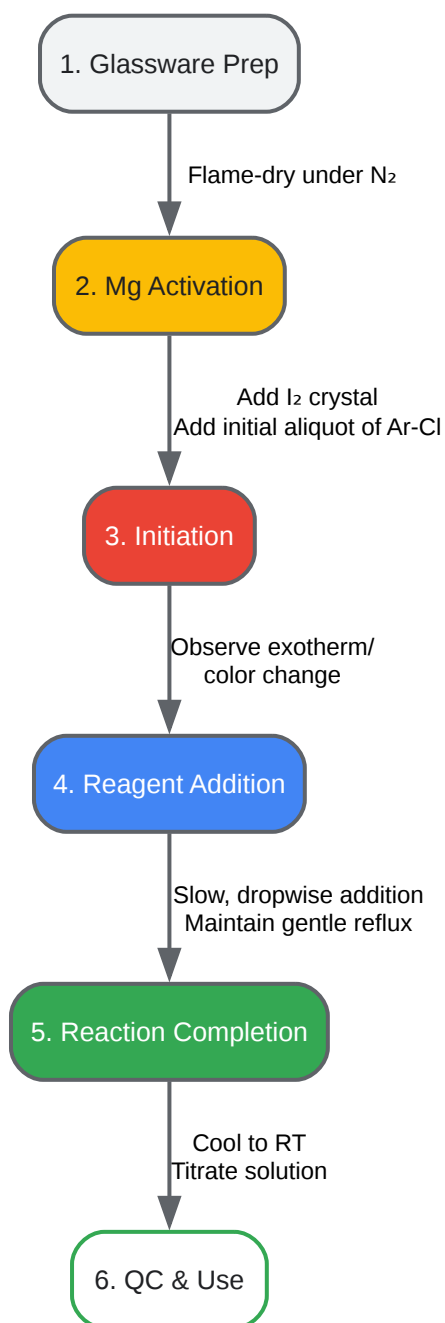 1. Glassware Prep
Flame-dry under N₂
2. Mg Activation
Add I₂ crystal
Add initial aliquot of Ar-Cl
3. Initiation
Observe exotherm/
color change
4. Reagent Addition
Slow, dropwise addition
Maintain gentle reflux
5. Reaction Completion
Cool to RT
Titrate solution
6. QC & Use